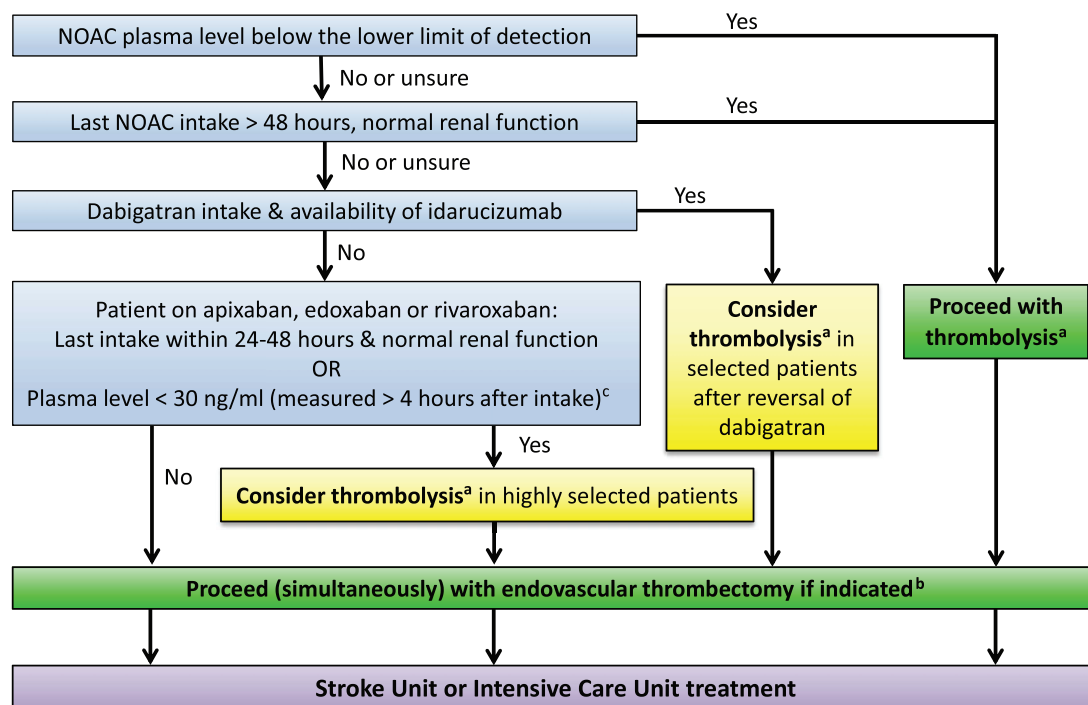 NOAC plasma level below the lower limit of detection
Yes
No or unsure
Last NOAC intake > 48 hours, normal renal function
Yes
No or unsure
Dabigatran intake & availability of idarucizumab
Yes
No
Patient on apixaban, edoxaban or rivaroxaban:
Last intake within 24-48 hours & normal renal function
OR
Plasma level < 30 ng/ml (measured > 4 hours after intake)ᶜ
Consider
thrombolysisᵃ in
selected patients
after reversal of
dabigatran
Proceed with
thrombolysisᵃ
No
Yes
Consider thrombolysisᵃ in highly selected patients
Proceed (simultaneously) with endovascular thrombectomy if indicatedᵇ
Stroke Unit or Intensive Care Unit treatment